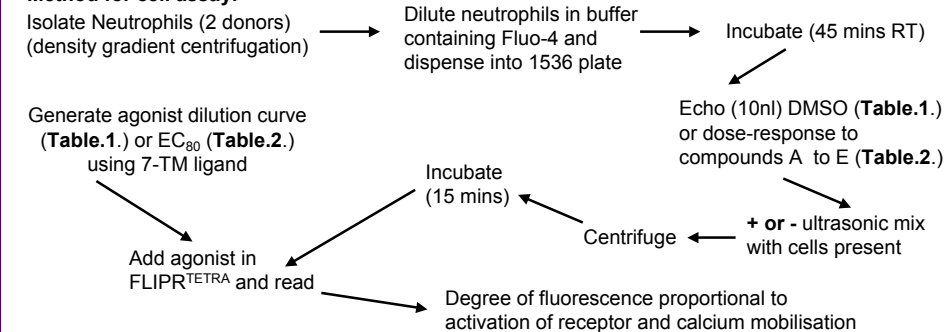 Method for cell assay:
Isolate Neutrophils (2 donors)
(density gradient centrifugation)
Dilute neutrophils in buffer
containing Fluo-4 and
dispense into 1536 plate
Incubate (45 mins RT)
Echo (10nl) DMSO (Table.1.)
or dose-response to
compounds A to E (Table.2.)
+ or - ultrasonic mix
with cells present
Centrifuge
Incubate
(15 mins)
Generate agonist dilution curve
(Table.1.) or EC80 (Table.2.)
using 7-TM ligand
Add agonist in
FLIPRTETRA and read
Degree of fluorescence proportional to
activation of receptor and calcium mobilisation